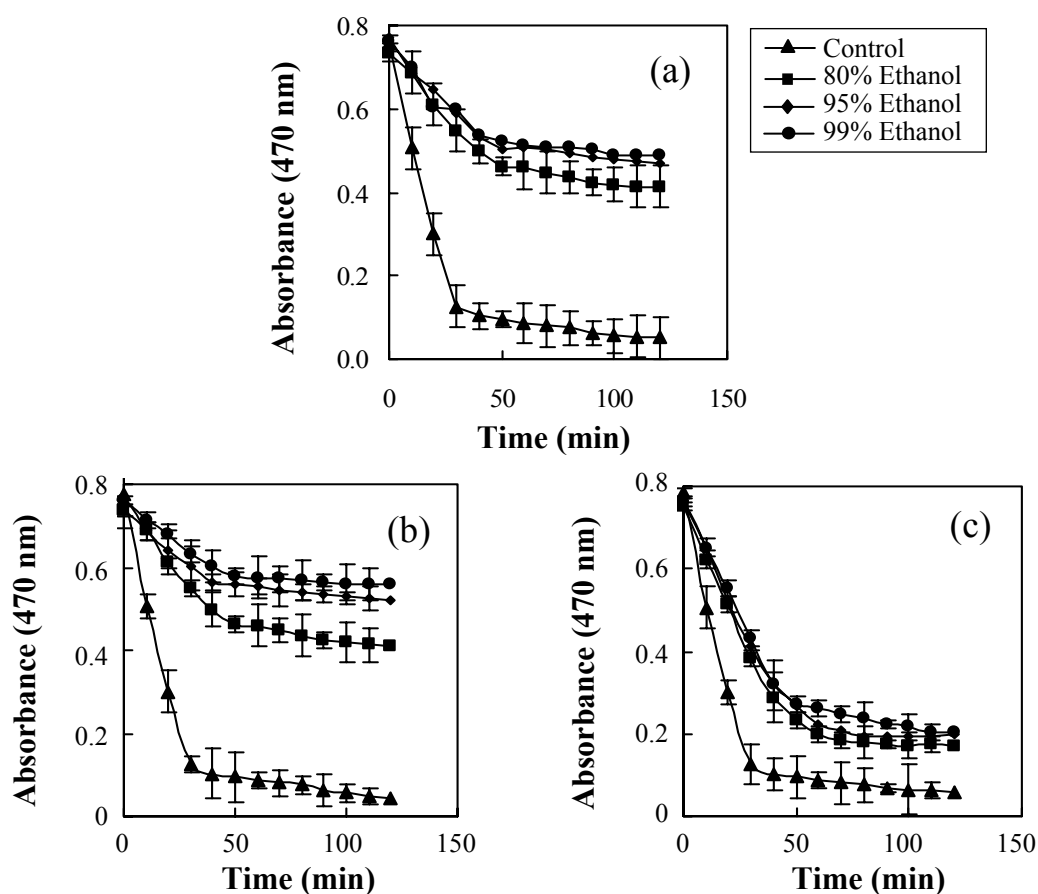 0.8
0.6
0.4
0.2
0.0
Absorbance (470 nm)
(a)
0
50
100
150
Time (min)
Control
80% Ethanol
95% Ethanol
99% Ethanol
0.8
0.6
0.4
0.2
0
Absorbance (470 nm)
(b)
0
50
100
150
Time (min)
0.8
0.6
0.4
0.2
0
Absorbance (470 nm)
(c)
0
50
100
150
Time (min)